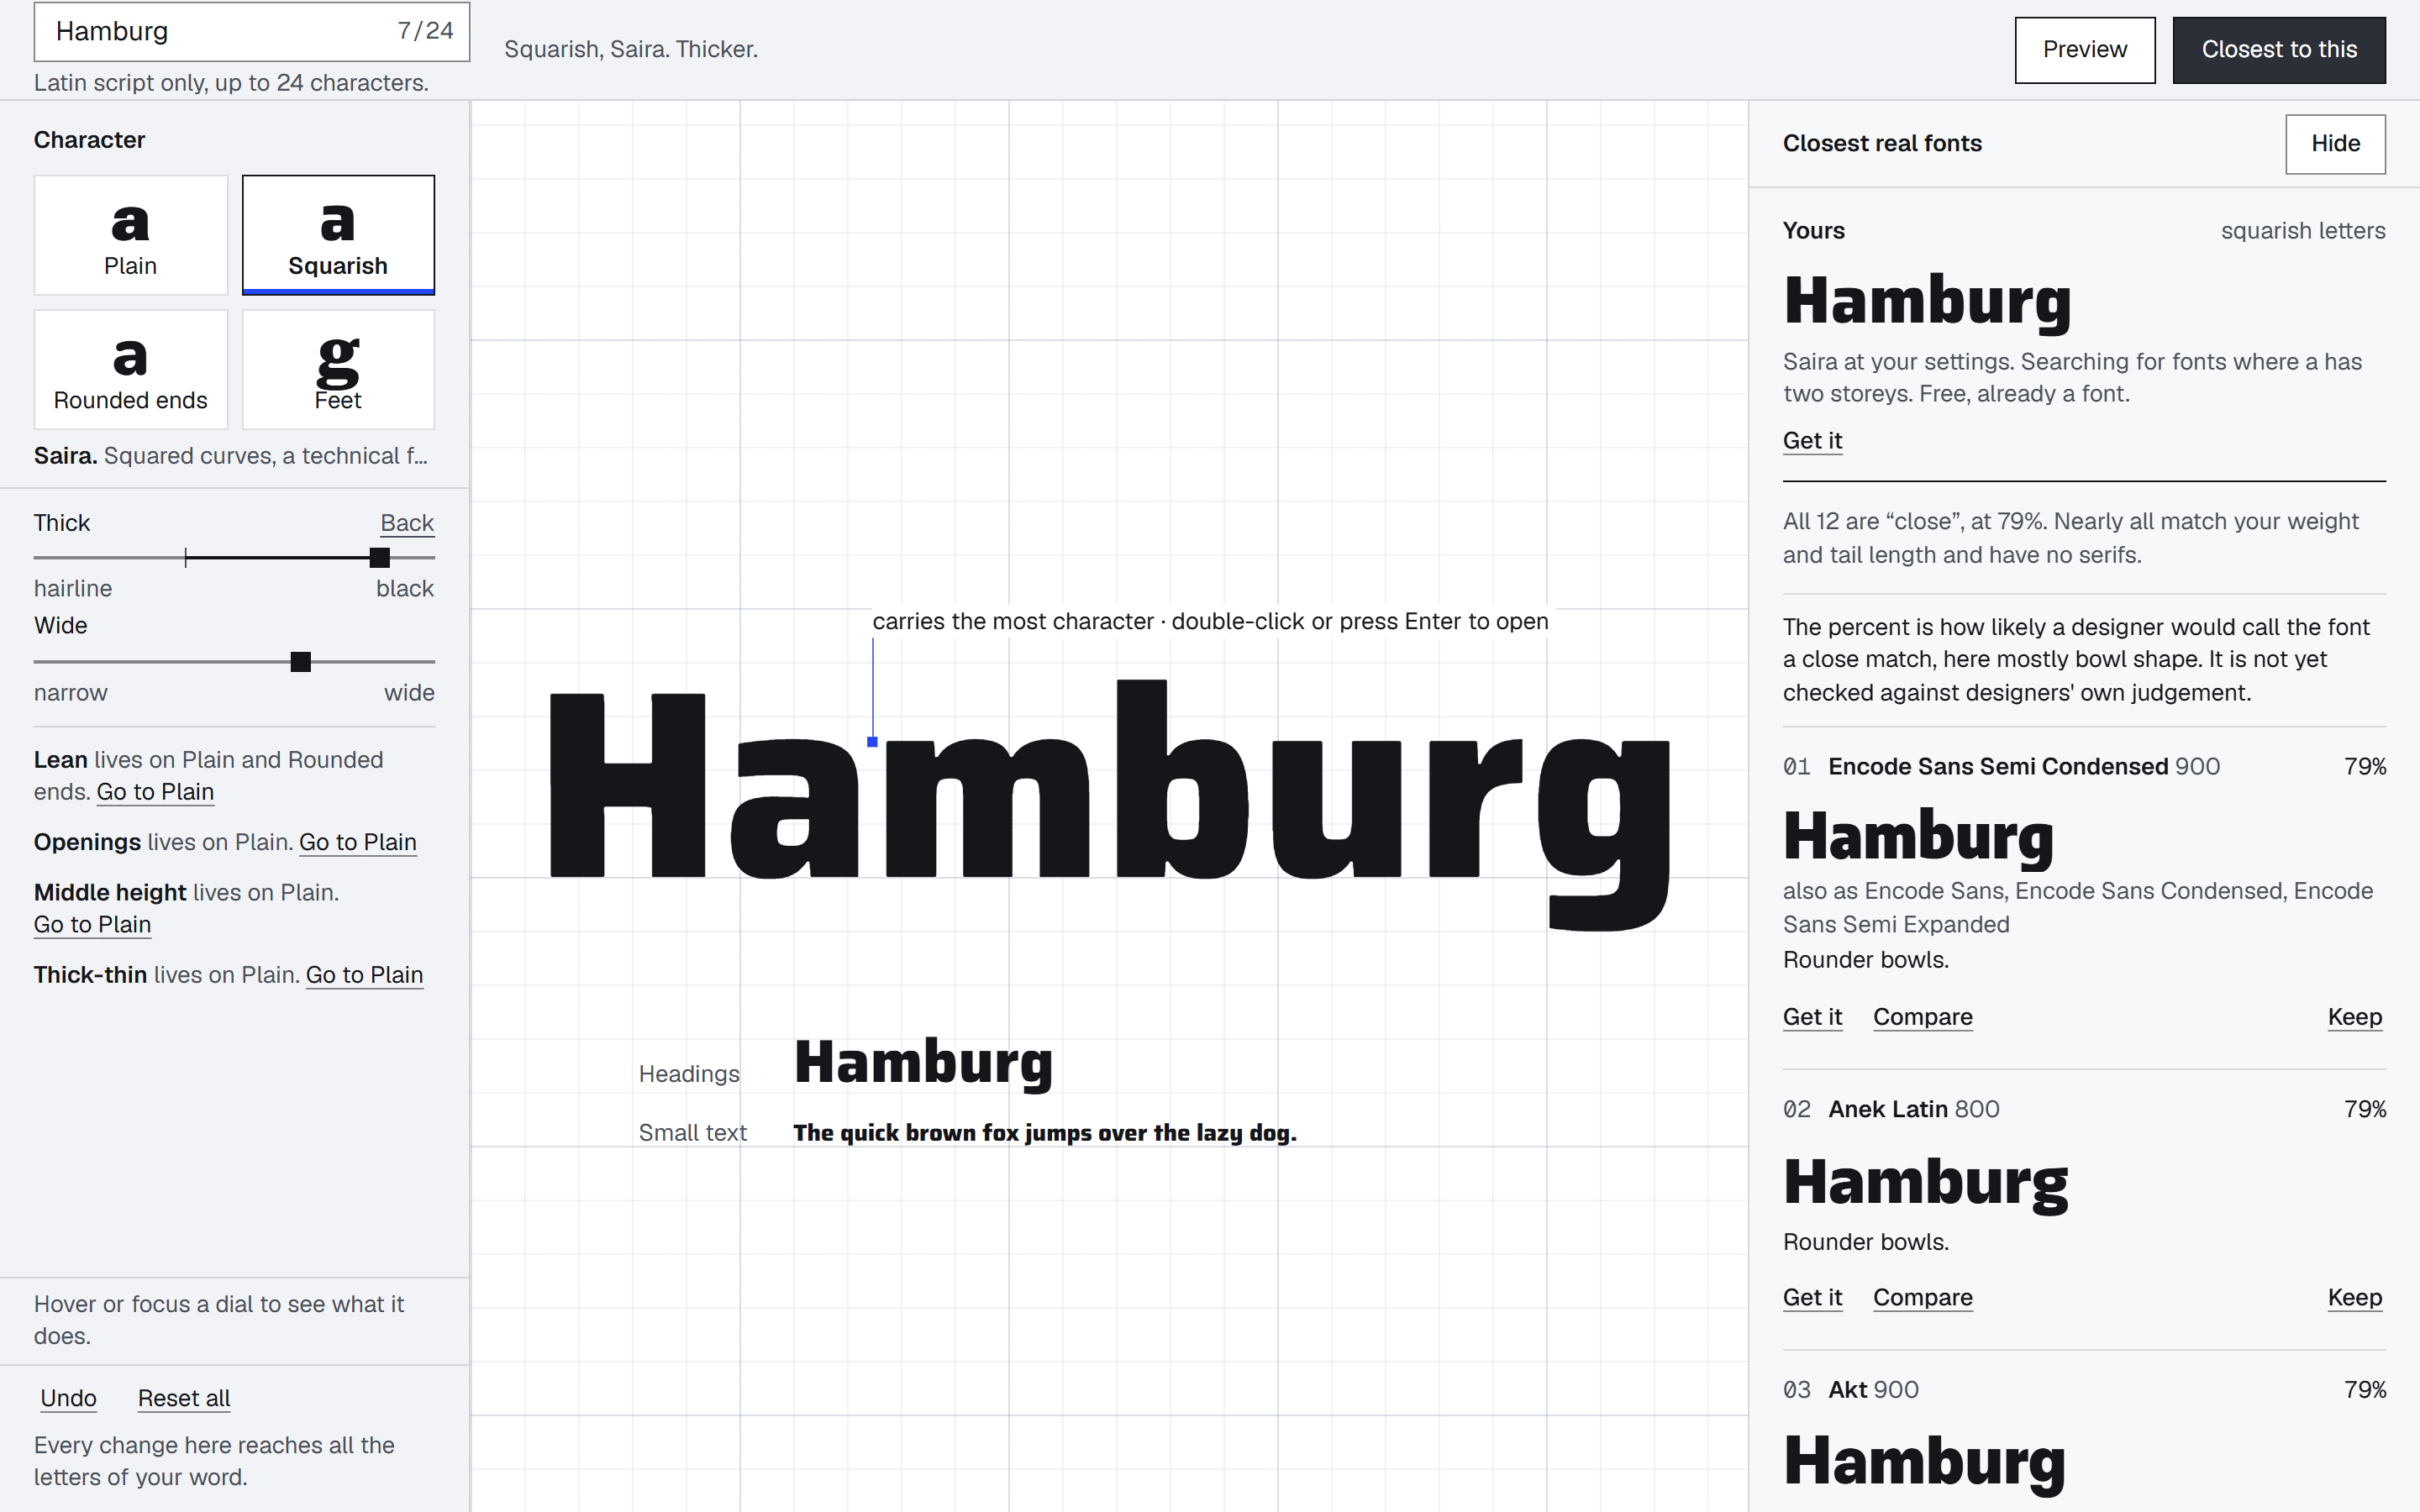 Hamburg 7/24
Latin script only, up to 24 characters.
Squarish, Saira. Thicker.
Preview
Closest to this
Character
a
Plain
a
Squarish
a
Rounded ends
g
Feet
Saira. Squared curves, a technical f…
Thick Back
hairline black
Wide
narrow wide
Lean lives on Plain and Rounded
ends. Go to Plain
Openings lives on Plain. Go to Plain
Middle height lives on Plain.
Go to Plain
Thick-thin lives on Plain. Go to Plain
Hover or focus a dial to see what it
does.
Undo Reset all
Every change here reaches all the
letters of your word.
carries the most character · double-click or press Enter to open
Hamburg
Headings Hamburg
Small text The quick brown fox jumps over the lazy dog.
Closest real fonts Hide
Yours squarish letters
Hamburg
Saira at your settings. Searching for fonts where a has
two storeys. Free, already a font.
Get it
All 12 are “close”, at 79%. Nearly all match your weight
and tail length and have no serifs.
The percent is how likely a designer would call the font
a close match, here mostly bowl shape. It is not yet
checked against designers' own judgement.
01 Encode Sans Semi Condensed 900 79%
Hamburg
also as Encode Sans, Encode Sans Condensed, Encode
Sans Semi Expanded
Rounder bowls.
Get it Compare Keep
02 Anek Latin 800 79%
Hamburg
Rounder bowls.
Get it Compare Keep
03 Akt 900 79%
Hamburg